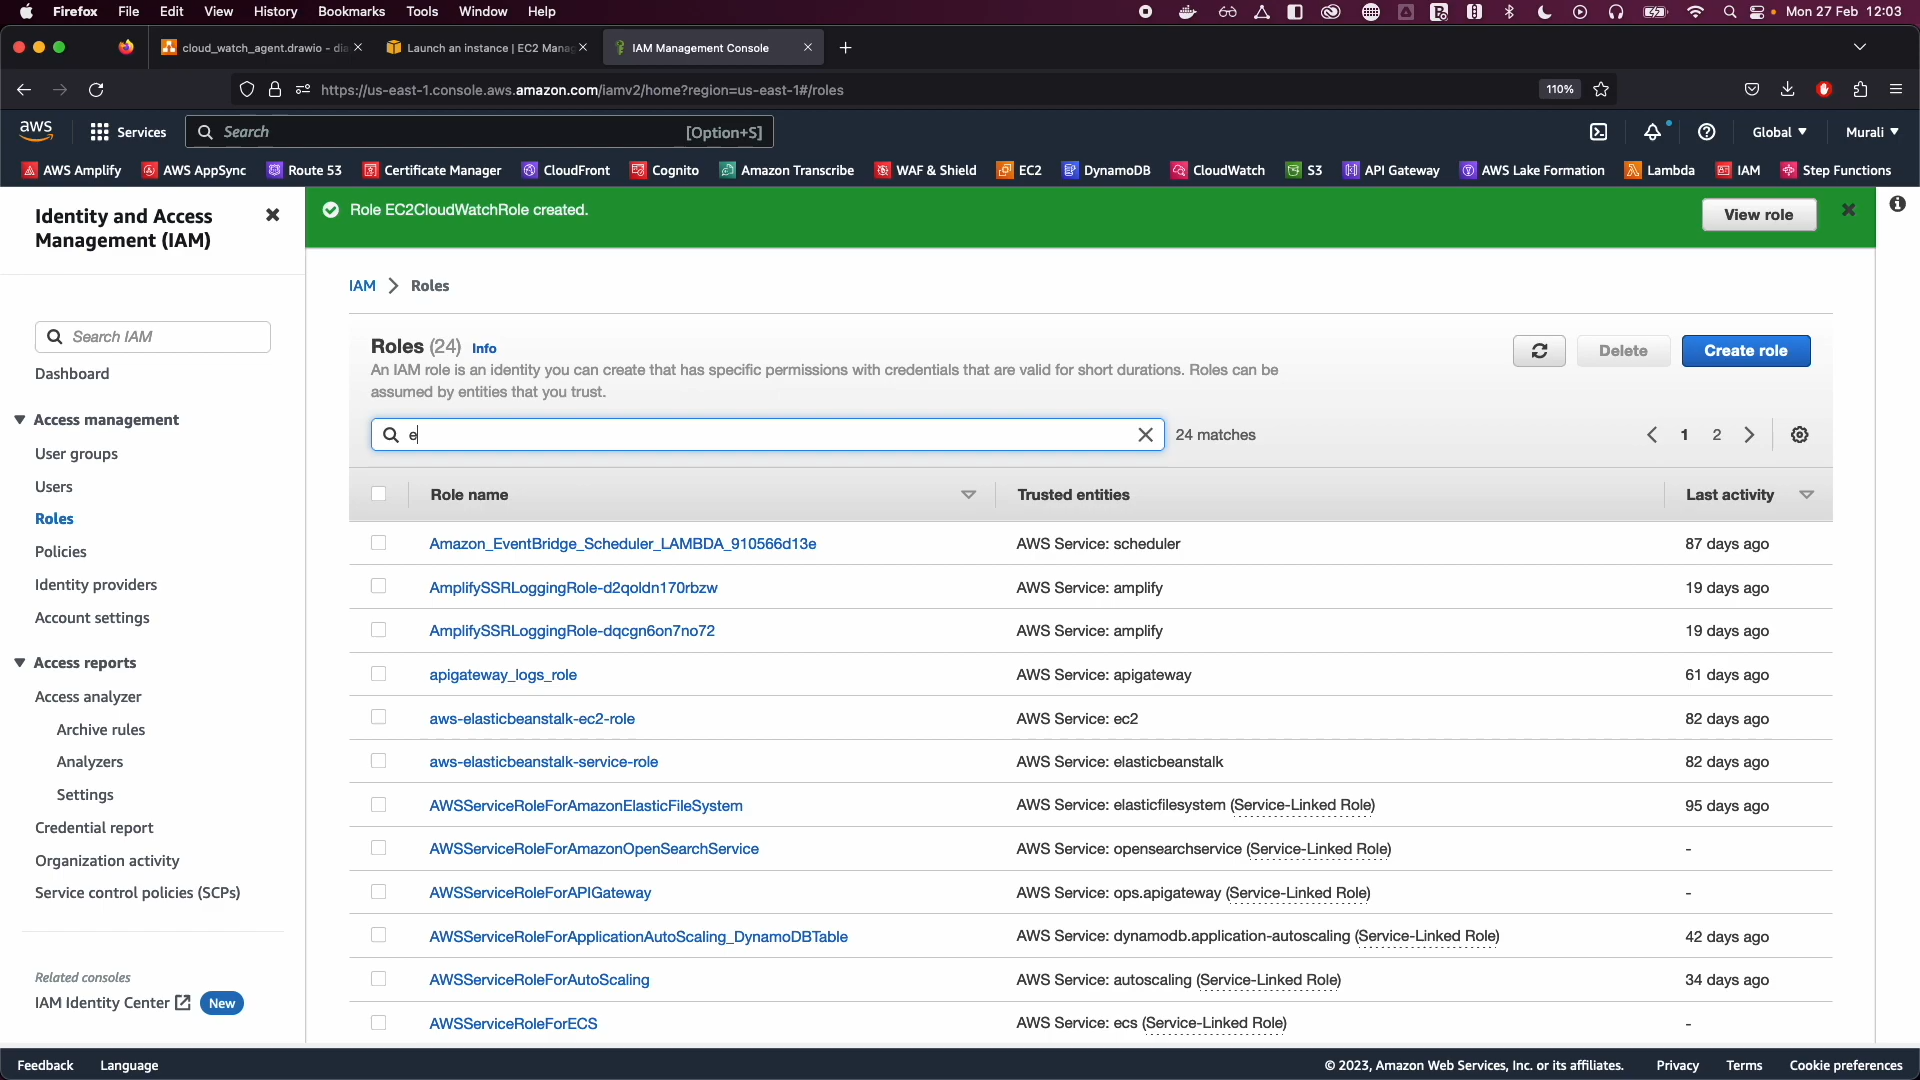 Firefox File Edit View History Bookmarks Tools Window Help Mon 27 Feb 12:03
cloud_watch_agent.drawio - dia Launch an instance | EC2 Manag IAM Management Console
https://us-east-1.console.aws.amazon.com/iamv2/home?region=us-east-1#/roles 110%
aws Services Search [Option+S] Global Murali
AWS Amplify AWS AppSync Route 53 Certificate Manager CloudFront Cognito Amazon Transcribe WAF & Shield EC2 DynamoDB CloudWatch S3 API Gateway AWS Lake Formation Lambda IAM Step Functions
Identity and Access
Management (IAM)
Search IAM
Dashboard
Access management
User groups
Users
Roles
Policies
Identity providers
Account settings
Access reports
Access analyzer
Archive rules
Analyzers
Settings
Credential report
Organization activity
Service control policies (SCPs)
Related consoles
IAM Identity Center New
Role EC2CloudWatchRole created. View role
IAM Roles
Roles (24) Info Delete Create role
An IAM role is an identity you can create that has specific permissions with credentials that are valid for short durations. Roles can be
assumed by entities that you trust.
e 24 matches 1 2
Role name Trusted entities Last activity
Amazon_EventBridge_Scheduler_LAMBDA_910566d13e AWS Service: scheduler 87 days ago
AmplifySSRLoggingRole-d2qoldn170rbzw AWS Service: amplify 19 days ago
AmplifySSRLoggingRole-dqcgn6on7no72 AWS Service: amplify 19 days ago
apigateway_logs_role AWS Service: apigateway 61 days ago
aws-elasticbeanstalk-ec2-role AWS Service: ec2 82 days ago
aws-elasticbeanstalk-service-role AWS Service: elasticbeanstalk 82 days ago
AWSServiceRoleForAmazonElasticFileSystem AWS Service: elasticfilesystem (Service-Linked Role) 95 days ago
AWSServiceRoleForAmazonOpenSearchService AWS Service: opensearchservice (Service-Linked Role) -
AWSServiceRoleForAPIGateway AWS Service: ops.apigateway (Service-Linked Role) -
AWSServiceRoleForApplicationAutoScaling_DynamoDBTable AWS Service: dynamodb.application-autoscaling (Service-Linked Role) 42 days ago
AWSServiceRoleForAutoScaling AWS Service: autoscaling (Service-Linked Role) 34 days ago
AWSServiceRoleForECS AWS Service: ecs (Service-Linked Role) -
Feedback Language © 2023, Amazon Web Services, Inc. or its affiliates. Privacy Terms Cookie preferences